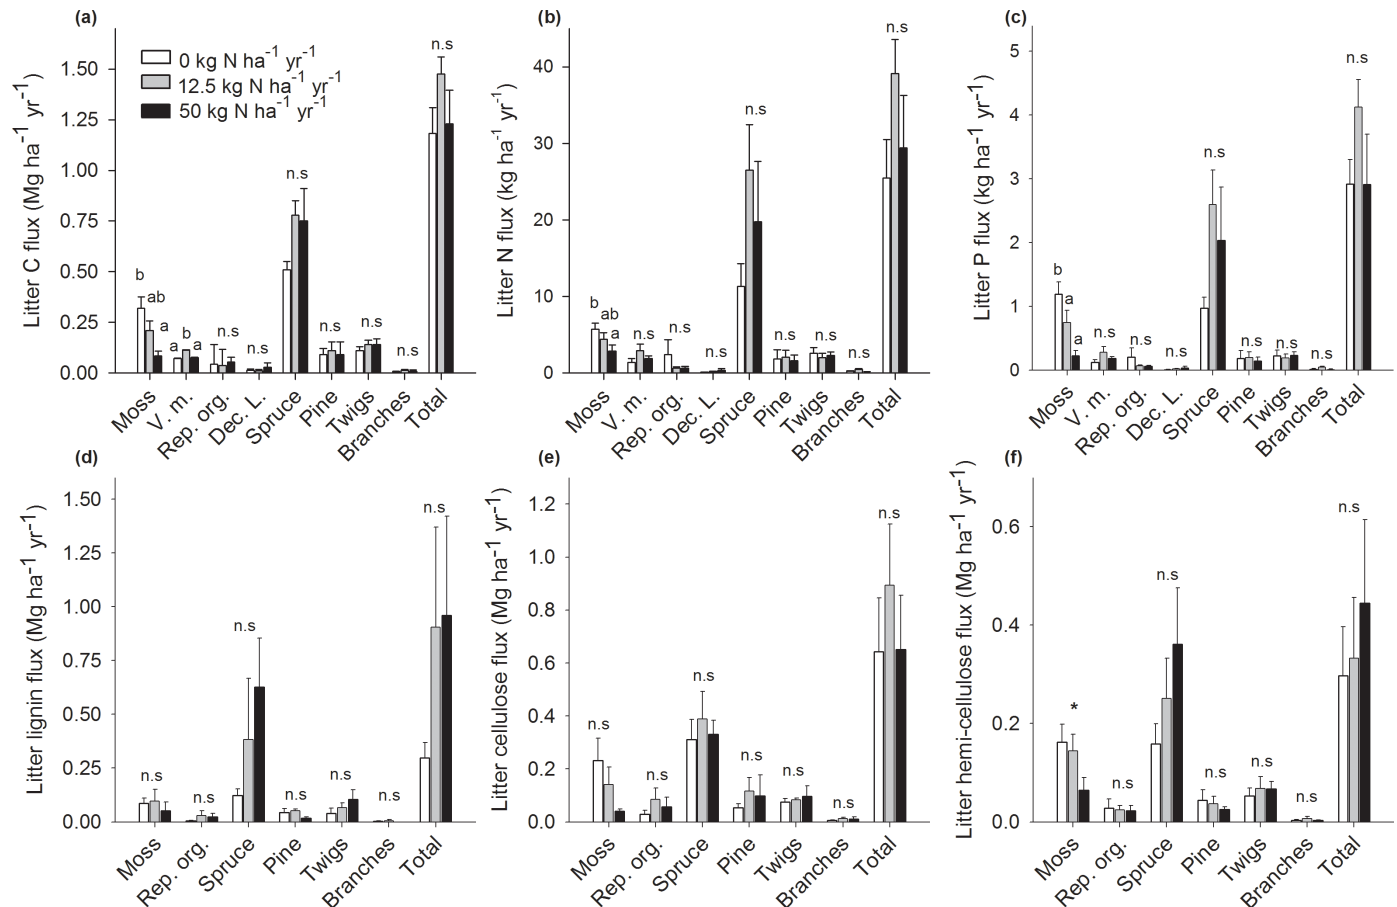 (a)
Litter C flux (Mg ha⁻¹ yr⁻¹)
1.50
1.25
1.00
0.75
0.50
0.25
0.00
0 kg N ha⁻¹ yr⁻¹
12.5 kg N ha⁻¹ yr⁻¹
50 kg N ha⁻¹ yr⁻¹
b
ab
a
a
b
a
n.s
n.s
n.s
n.s
n.s
n.s
n.s
Moss
V. m.
Rep. org.
Dec. L.
Spruce
Pine
Twigs
Branches
Total
(b)
Litter N flux (kg ha⁻¹ yr⁻¹)
40
30
20
10
0
b
ab
a
n.s
n.s
n.s
n.s
n.s
n.s
n.s
n.s
Moss
V. m.
Rep. org.
Dec. L.
Spruce
Pine
Twigs
Branches
Total
(c)
Litter P flux (kg ha⁻¹ yr⁻¹)
5
4
3
2
1
0
b
a
a
n.s
n.s
n.s
n.s
n.s
n.s
n.s
n.s
Moss
V. m.
Rep. org.
Dec. L.
Spruce
Pine
Twigs
Branches
Total
(d)
Litter lignin flux (Mg ha⁻¹ yr⁻¹)
1.50
1.25
1.00
0.75
0.50
0.25
0.00
n.s
n.s
n.s
n.s
n.s
n.s
n.s
Moss
Rep. org.
Spruce
Pine
Twigs
Branches
Total
(e)
Litter cellulose flux (Mg ha⁻¹ yr⁻¹)
1.2
1.0
0.8
0.6
0.4
0.2
0.0
n.s
n.s
n.s
n.s
n.s
n.s
n.s
Moss
Rep. org.
Spruce
Pine
Twigs
Branches
Total
(f)
Litter hemi-cellulose flux (Mg ha⁻¹ yr⁻¹)
0.6
0.4
0.2
0.0
*
n.s
n.s
n.s
n.s
n.s
n.s
Moss
Rep. org.
Spruce
Pine
Twigs
Branches
Total